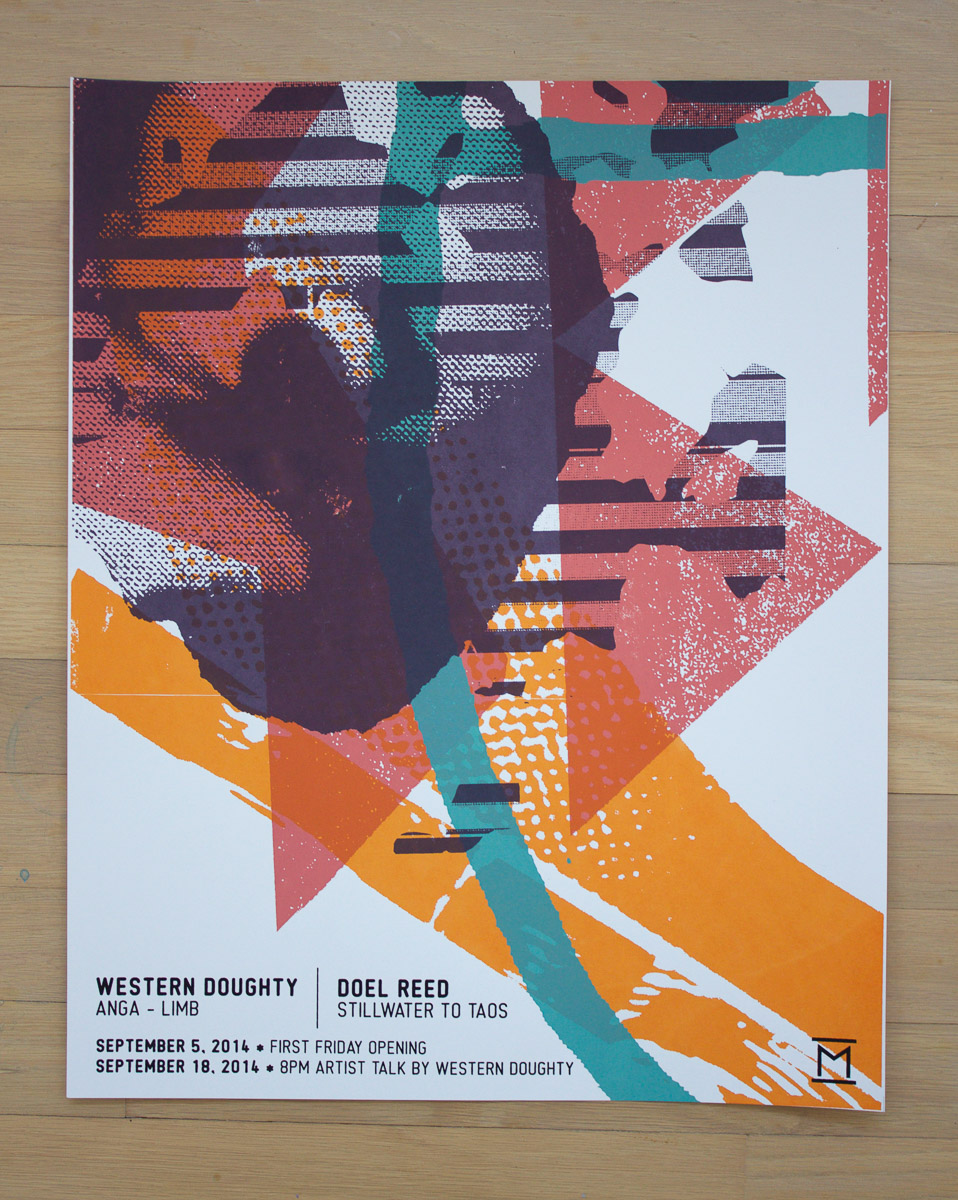 WESTERN DOUGHTY
ANGA - LIMB
DOEL REED
STILLWATER TO TAOS
SEPTEMBER 5, 2014 * FIRST FRIDAY OPENING
SEPTEMBER 18, 2014 * 8PM ARTIST TALK BY WESTERN DOUGHTY
M